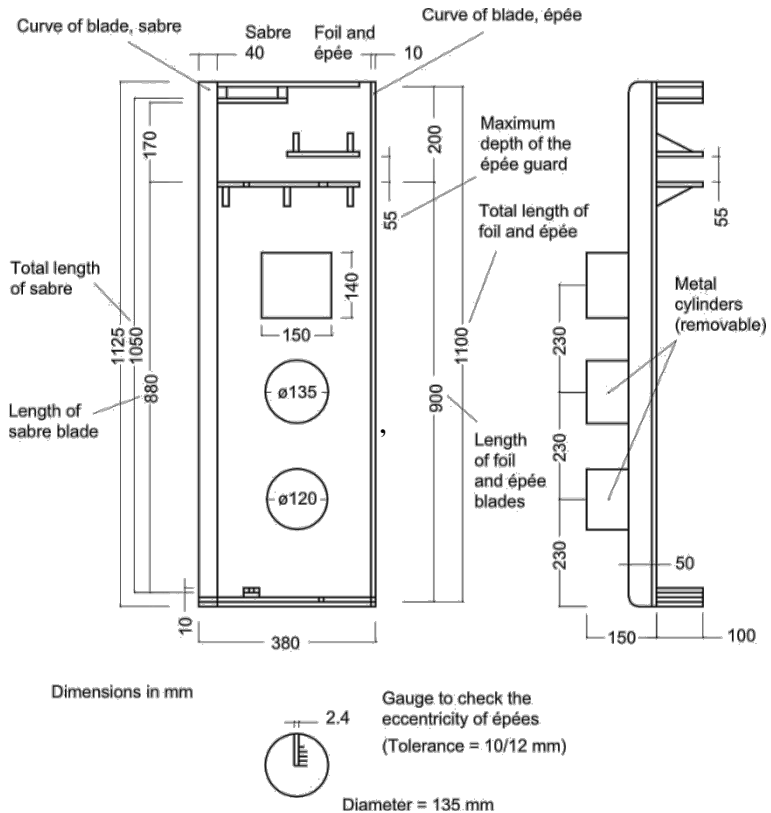 Curve of blade, sabre
Sabre
40
Foil and
épée
10
Curve of blade, épée
170
200
Maximum
depth of the
épée guard
55
55
Total length of
foil and épée
Total length
of sabre
140
150
Metal
cylinders
(removable)
1125
1050
880
1100
900
230
230
230
ø135
,
Length of
sabre blade
Length
of foil
and épée
blades
ø120
50
10
380
150
100
Dimensions in mm
2.4
Gauge to check the
eccentricity of épées
(Tolerance = 10/12 mm)
Diameter = 135 mm